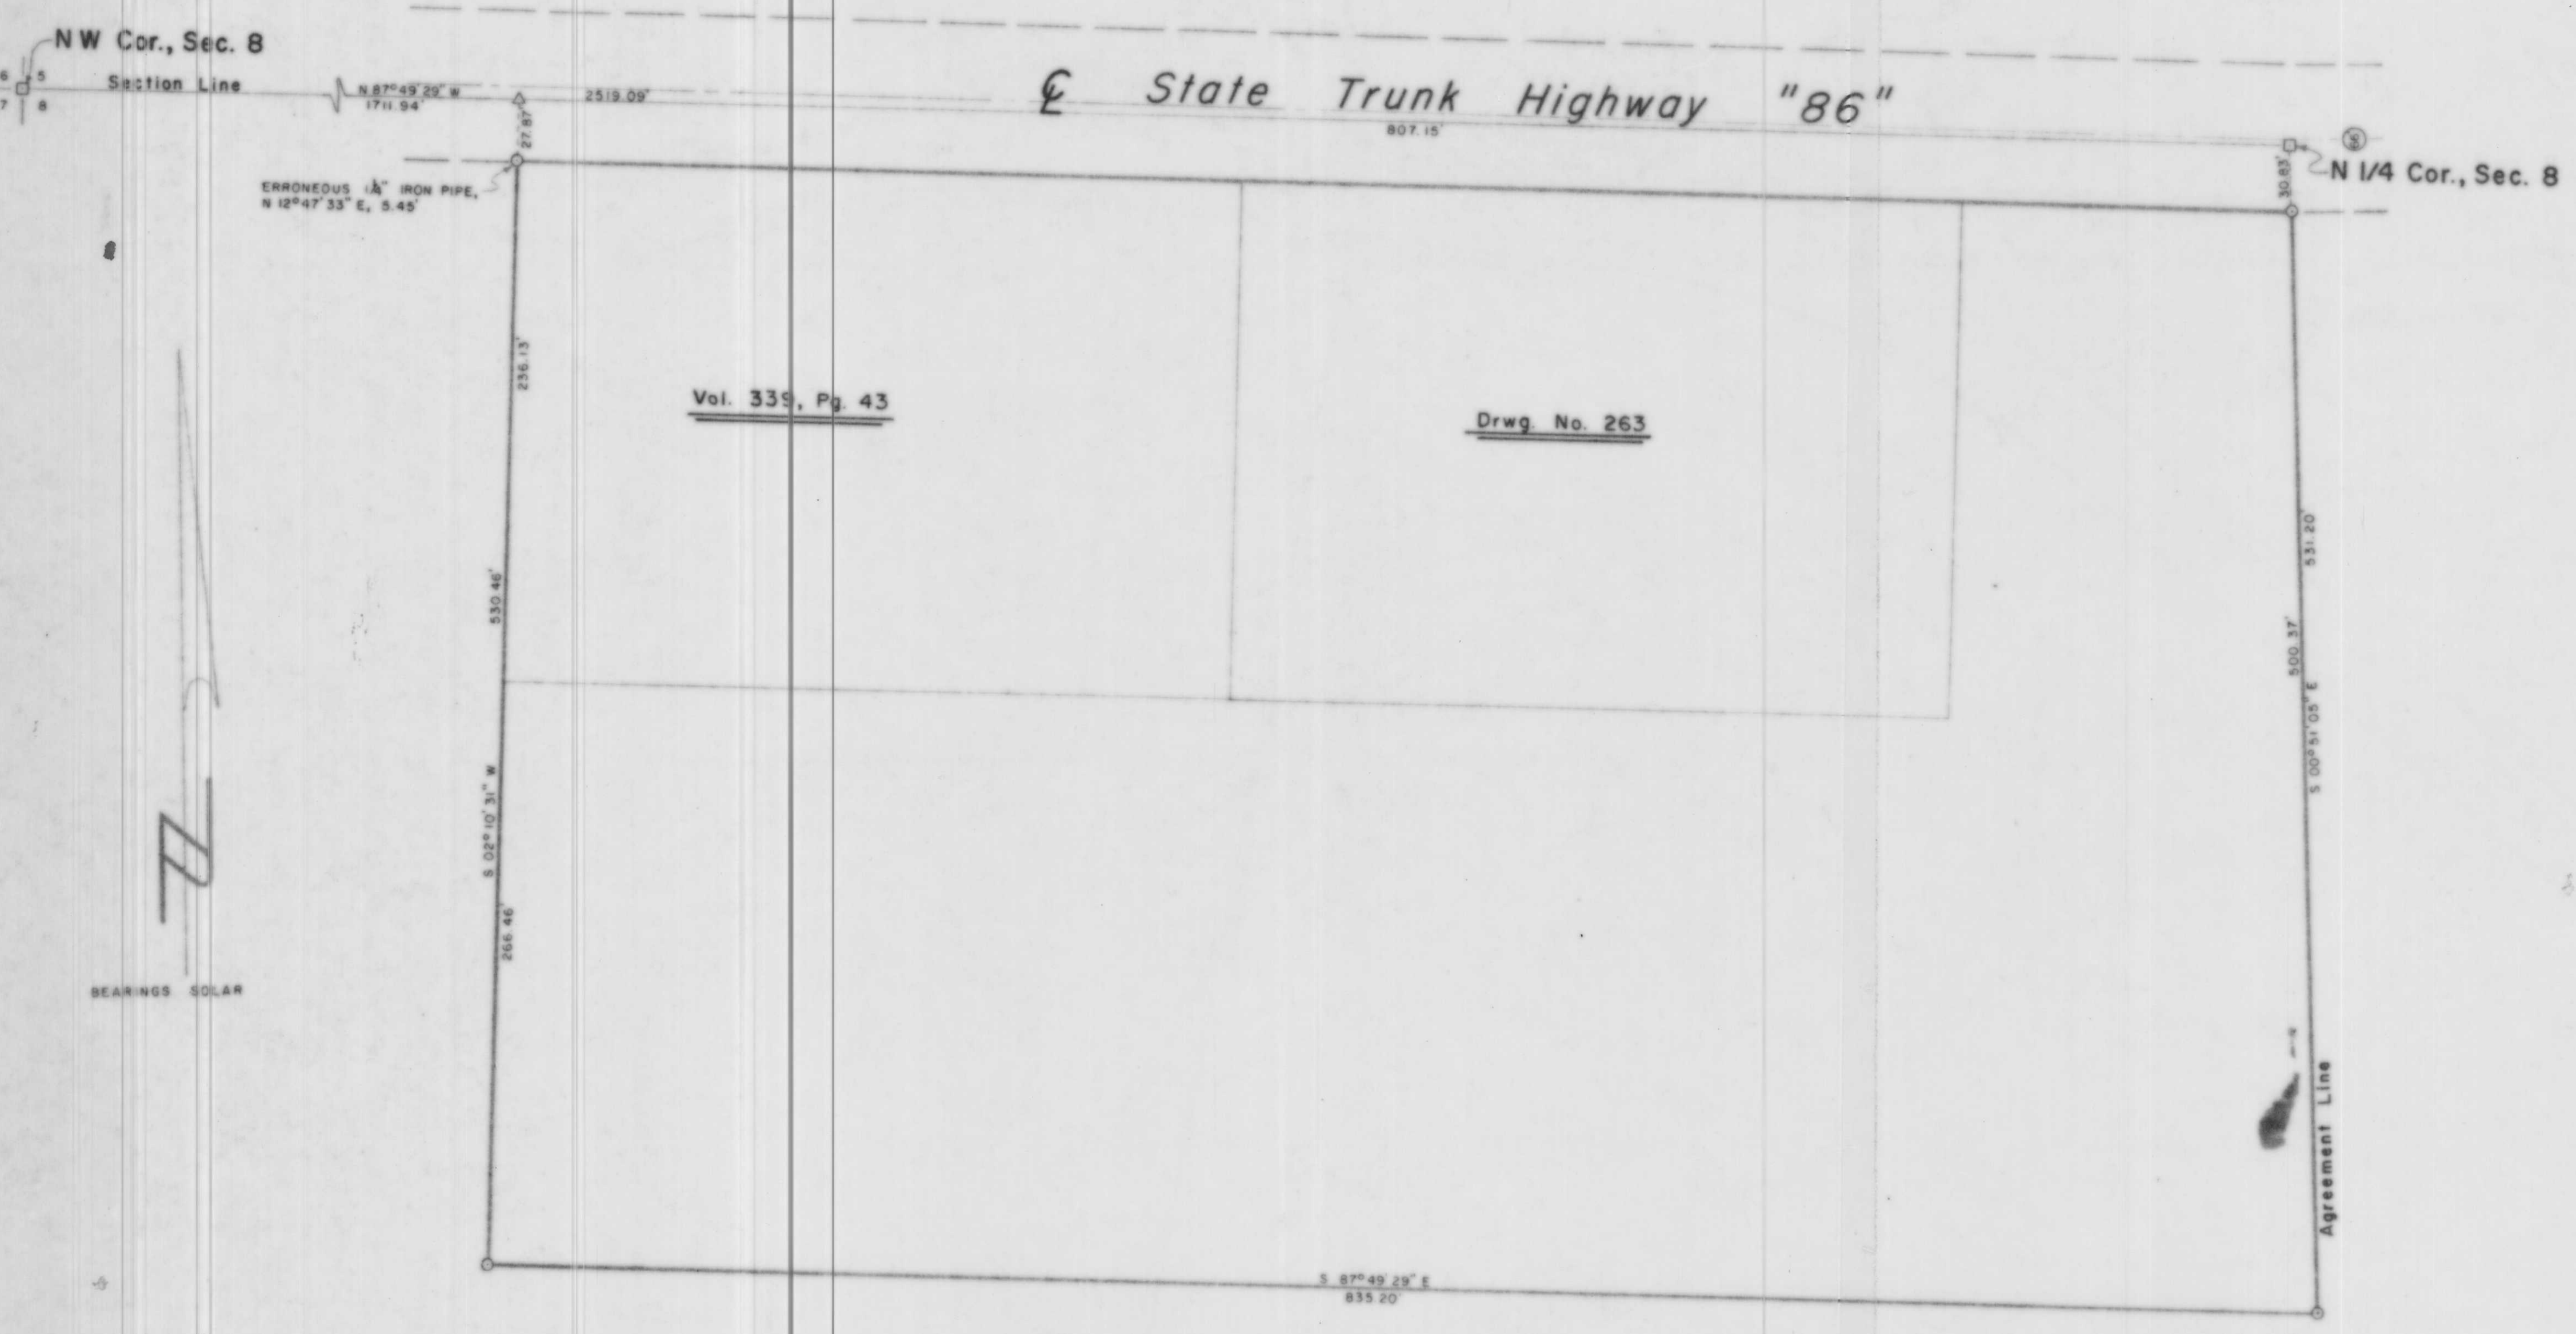 NW Cor., Sec. 8
6 5
7 8
Section Line
N 87° 49' 29" W
1711.94'
2519.09'
℄ State Trunk Highway "86"
807.15'
N 1/4 Cor., Sec. 8
27.87'
30.83'
ERRONEOUS 1¼" IRON PIPE,
N 12° 47' 33" E, 5.45'
236.13'
Vol. 339, Pg. 43
Drwg. No. 263
530.46'
531.20'
500.37'
S 00° 51' 05" E
S 02° 10' 31" W
266.46'
N
BEARINGS SOLAR
Agreement Line
S 87° 49' 29" E
835.20'